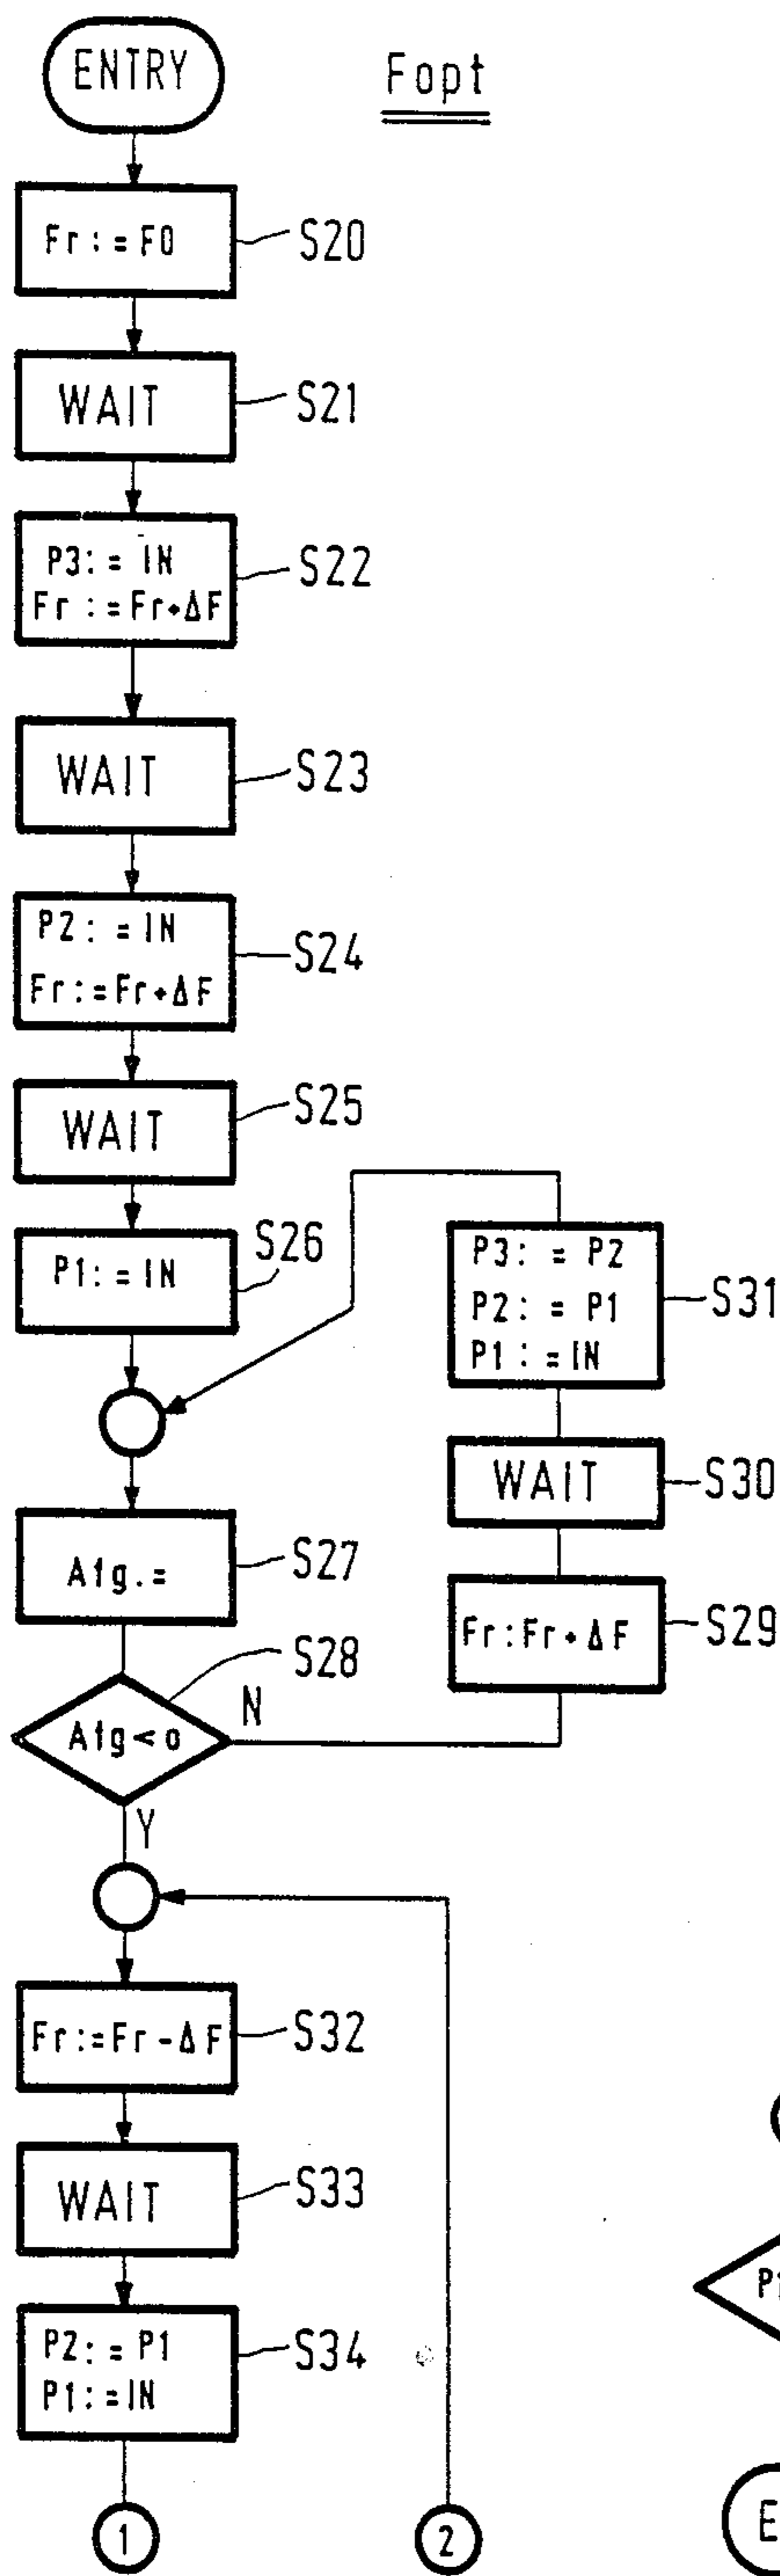 ENTRY
Fopt
Fr:=F0
S20
WAIT
S21
P3:=IN
Fr:=Fr+ΔF
S22
WAIT
S23
P2:=IN
Fr:=Fr+ΔF
S24
WAIT
S25
P1:=IN
S26
P3:=P2
P2:=P1
P1:=IN
S31
WAIT
S30
Afg.=
S27
Fr:Fr+ΔF
S29
S28
Afg<o
N
Y
Fr:=Fr-ΔF
S32
WAIT
S33
P2:=P1
P1:=IN
S34
1
2